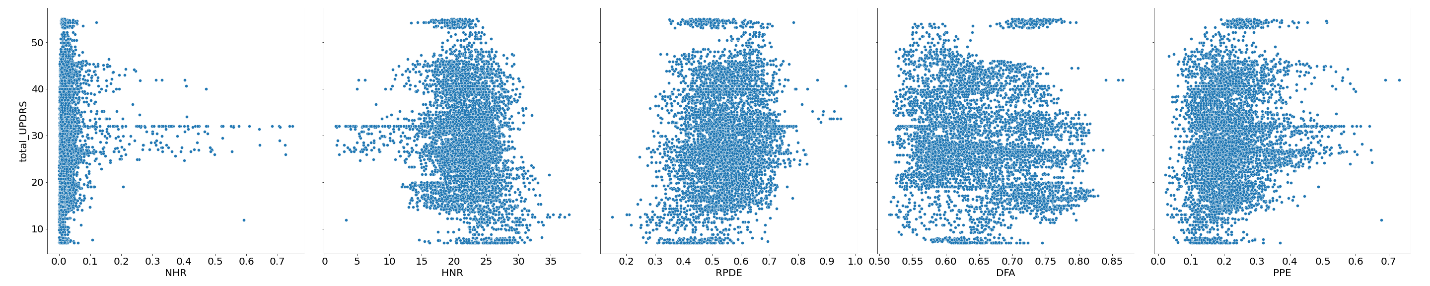 total_UPDRS
50
40
30
20
10
0.0 0.1 0.2 0.3 0.4 0.5 0.6 0.7
NHR
0 5 10 15 20 25 30 35
HNR
0.2 0.3 0.4 0.5 0.6 0.7 0.8 0.9 1.0
RPDE
0.50 0.55 0.60 0.65 0.70 0.75 0.80 0.85
DFA
0.0 0.1 0.2 0.3 0.4 0.5 0.6 0.7
PPE